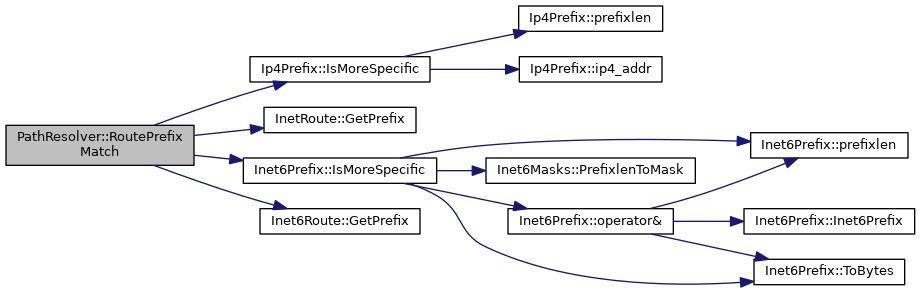 PathResolver::RoutePrefix
Match
Ip4Prefix::IsMoreSpecific
InetRoute::GetPrefix
Inet6Prefix::IsMoreSpecific
Inet6Route::GetPrefix
Ip4Prefix::prefixlen
Ip4Prefix::ip4_addr
Inet6Masks::PrefixlenToMask
Inet6Prefix::operator&
Inet6Prefix::prefixlen
Inet6Prefix::Inet6Prefix
Inet6Prefix::ToBytes